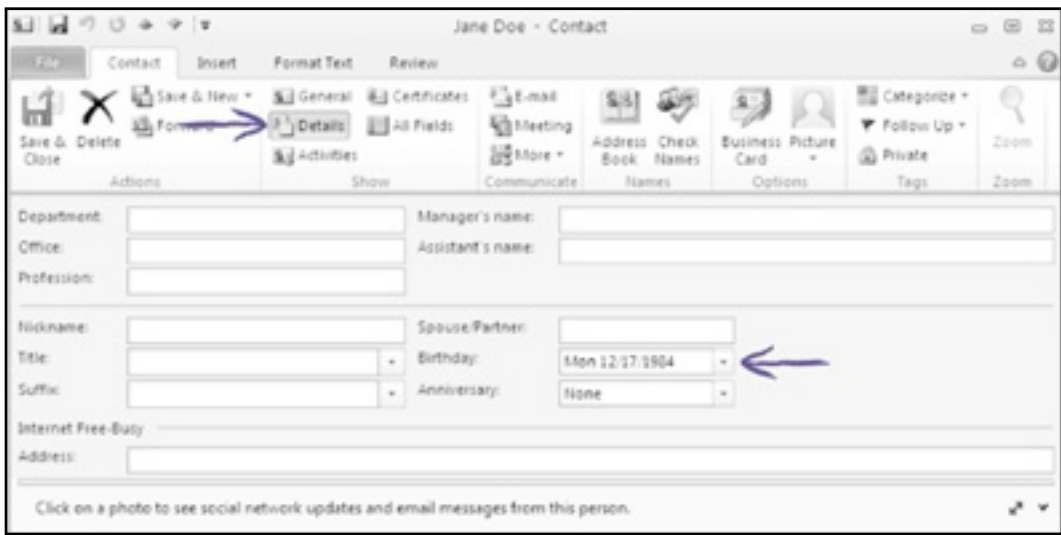 Jane Doe - Contact
File Contact Insert Format Text Review
Save & Close
Delete
Save & New
Forward
Actions
General
Details
Activities
Certificates
All Fields
Show
E-mail
Meeting
More
Communicate
Address Book
Check Names
Names
Business Card
Picture
Options
Categorize
Follow Up
Private
Tags
Zoom
Zoom
Department:
Manager's name:
Office:
Assistant's name:
Profession:
Nickname:
Spouse/Partner:
Title:
Birthday: Mon 12/17/1984
Suffix:
Anniversary: None
Internet Free-Busy
Address:
Click on a photo to see social network updates and email messages from this person.